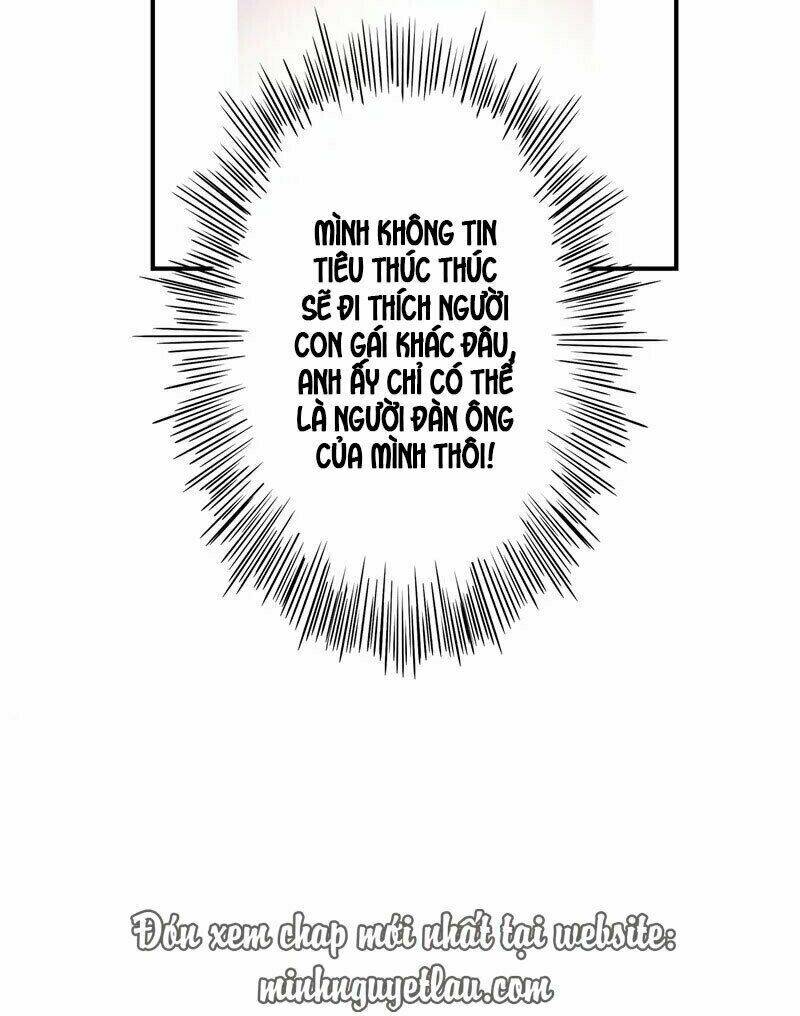 MÌNH KHÔNG TIN
TIÊU THÚC THÚC
SẼ ĐI THÍCH NGƯỜI
CON GÁI KHÁC ĐÂU,
ANH ẤY CHỈ CÓ THỂ
LÀ NGƯỜI ĐÀN ÔNG
CỦA MÌNH THÔI!
Đón xem chap mới nhất tại website:
minhnguyetlau.com